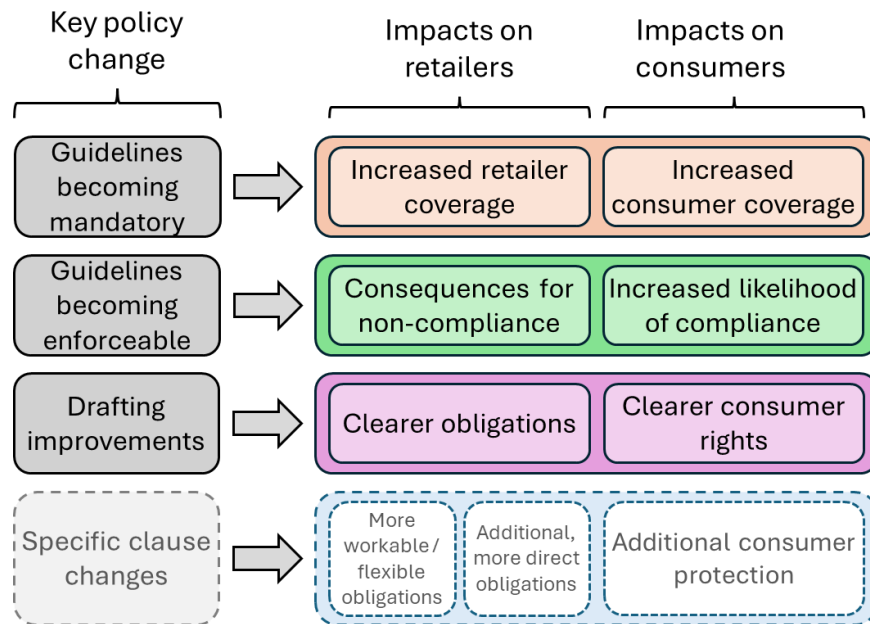 Key policy
change
Impacts on
retailers
Impacts on
consumers
Guidelines
becoming
mandatory
Increased retailer
coverage
Increased
consumer coverage
Guidelines
becoming
enforceable
Consequences for
non-compliance
Increased likelihood
of compliance
Drafting
improvements
Clearer obligations
Clearer consumer
rights
Specific clause
changes
More
workable /
flexible
obligations
Additional,
more direct
obligations
Additional consumer
protection